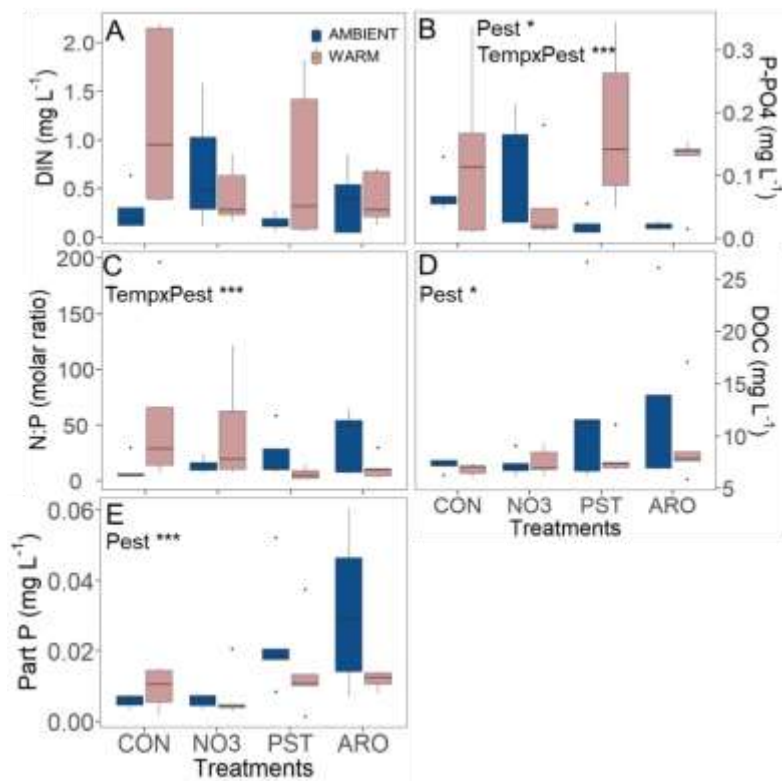 A
AMBIENT
WARM
DIN (mg L⁻¹)
2.0
1.5
1.0
0.5
0.0
B
Pest *
TempxPest ***
P-PO4 (mg L⁻¹)
0.3
0.2
0.1
0.0
C
TempxPest ***
N:P (molar ratio)
200
150
100
50
0
D
Pest *
DOC (mg L⁻¹)
25
20
15
10
5
CON NO3 PST ARO
Treatments
E
Pest ***
Part P (mg L⁻¹)
0.06
0.04
0.02
0.00
CON NO3 PST ARO
Treatments